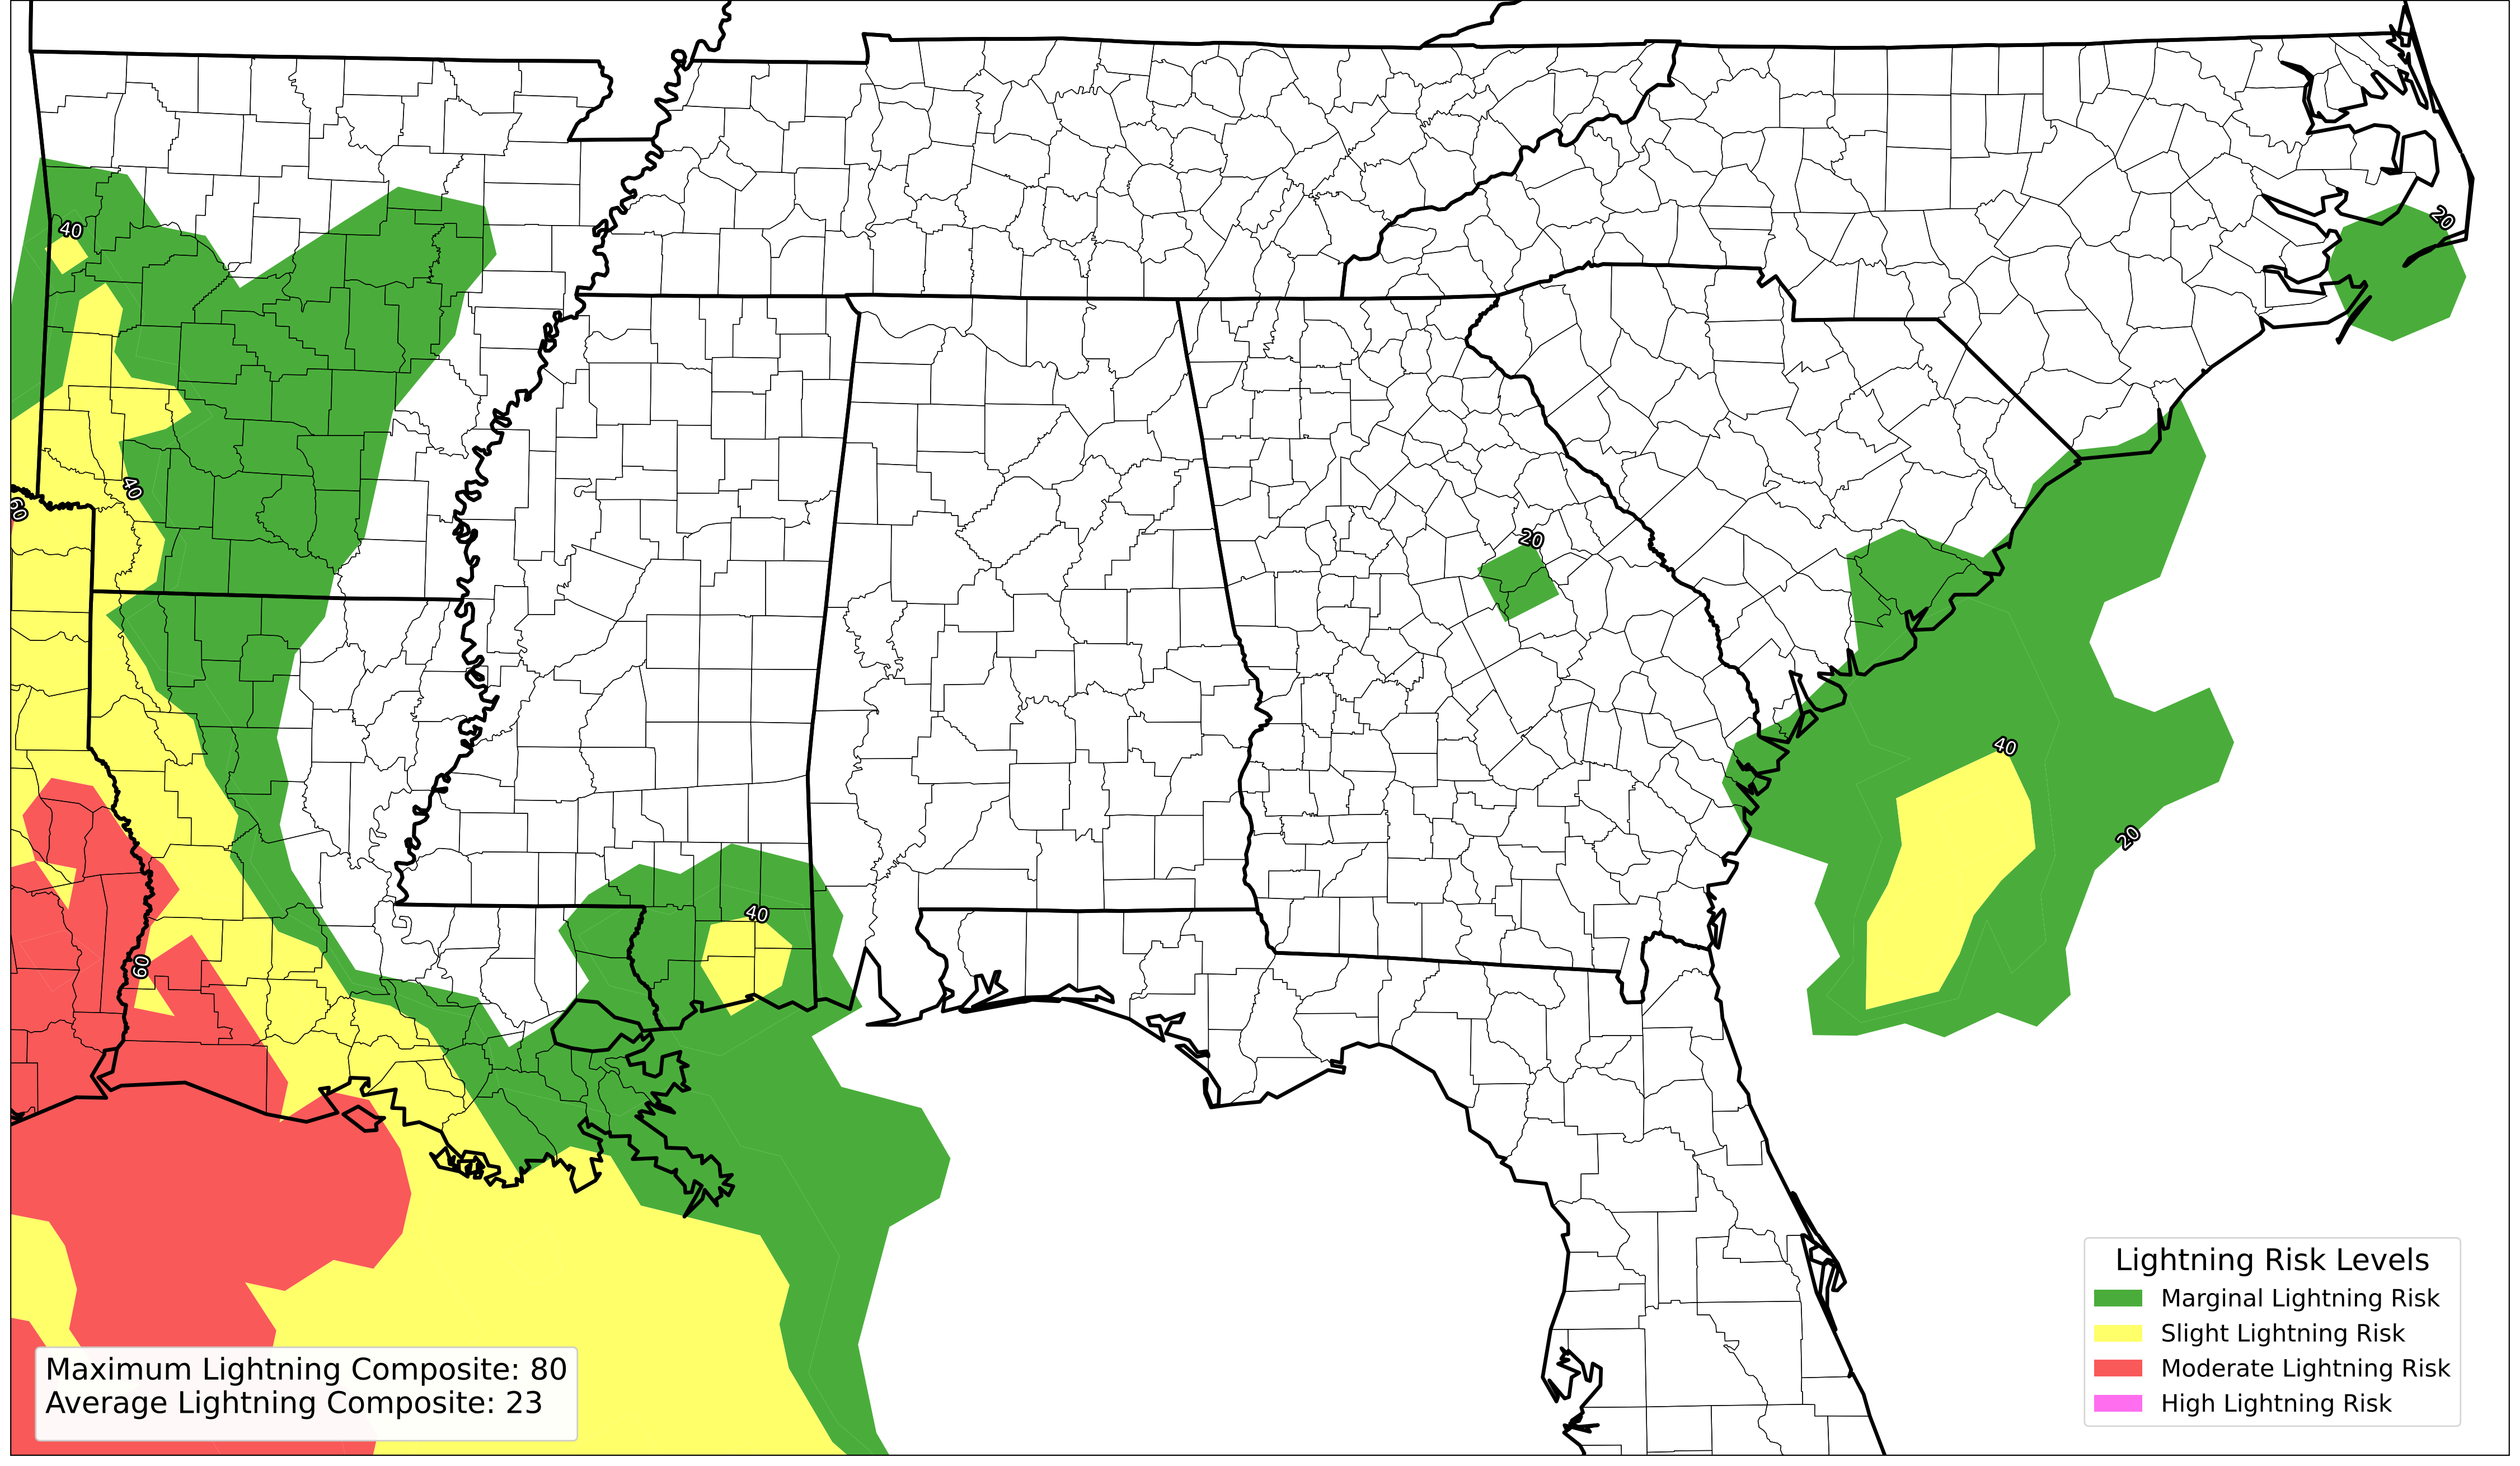 40
20
40
60
20
40
20
40
60
Lightning Risk Levels
Marginal Lightning Risk
Slight Lightning Risk
Moderate Lightning Risk
High Lightning Risk
Maximum Lightning Composite: 80
Average Lightning Composite: 23